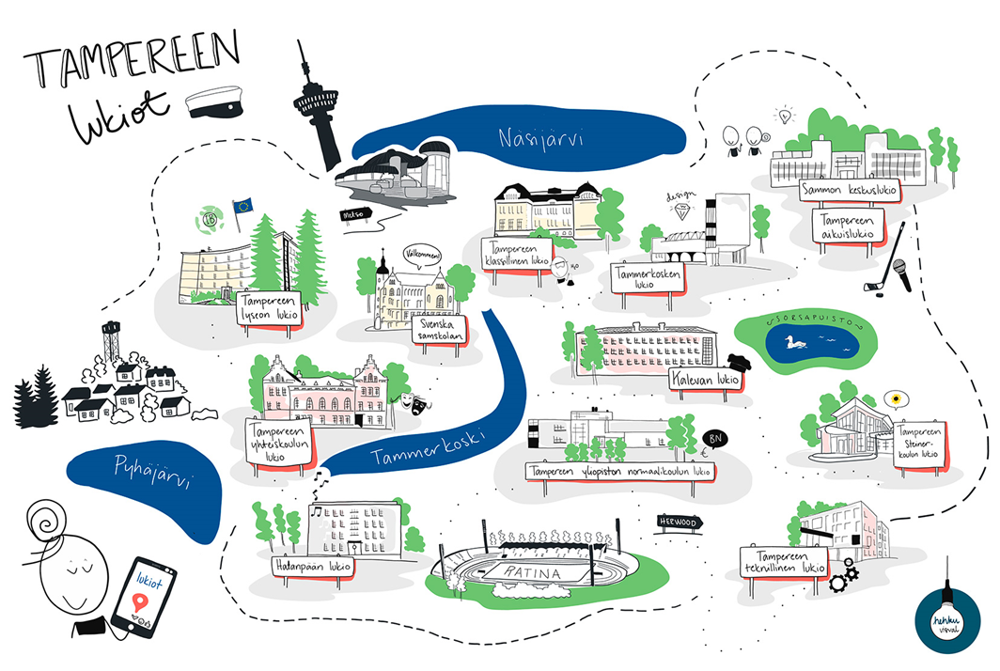 TAMPEREEN
lukiot
Näsijärvi
Metso
IB
Välkommen!
H2O
design
Sammon keskuslukio
Tampereen
aikuislukio
Tampereen
klassillinen lukio
Tammerkosken
lukio
Tampereen
lyseon lukio
Svenska
samskolan
SORSAPUISTO
Kalevan lukio
Tampereen
yhteiskoulun
lukio
Tammerkoski
BN
€
Tampereen yliopiston normaalikoulun lukio
Tampereen
Steiner-
koulun lukio
Pyhäjärvi
HERWOOD
Hatanpään lukio
RATINA
Tampereen
teknillinen lukio
lukiot
hehku
visual